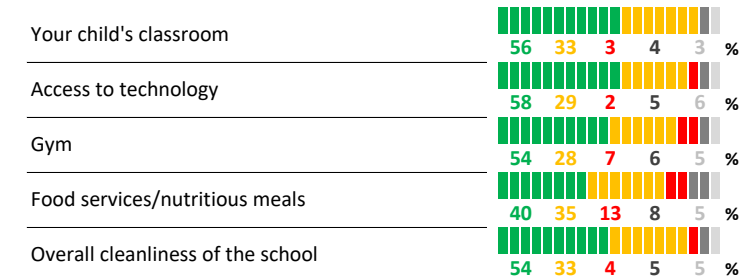 Your child's classroom
56 33 3 4 3 %
Access to technology
58 29 2 5 6 %
Gym
54 28 7 6 5 %
Food services/nutritious meals
40 35 13 8 5 %
Overall cleanliness of the school
54 33 4 5 5 %